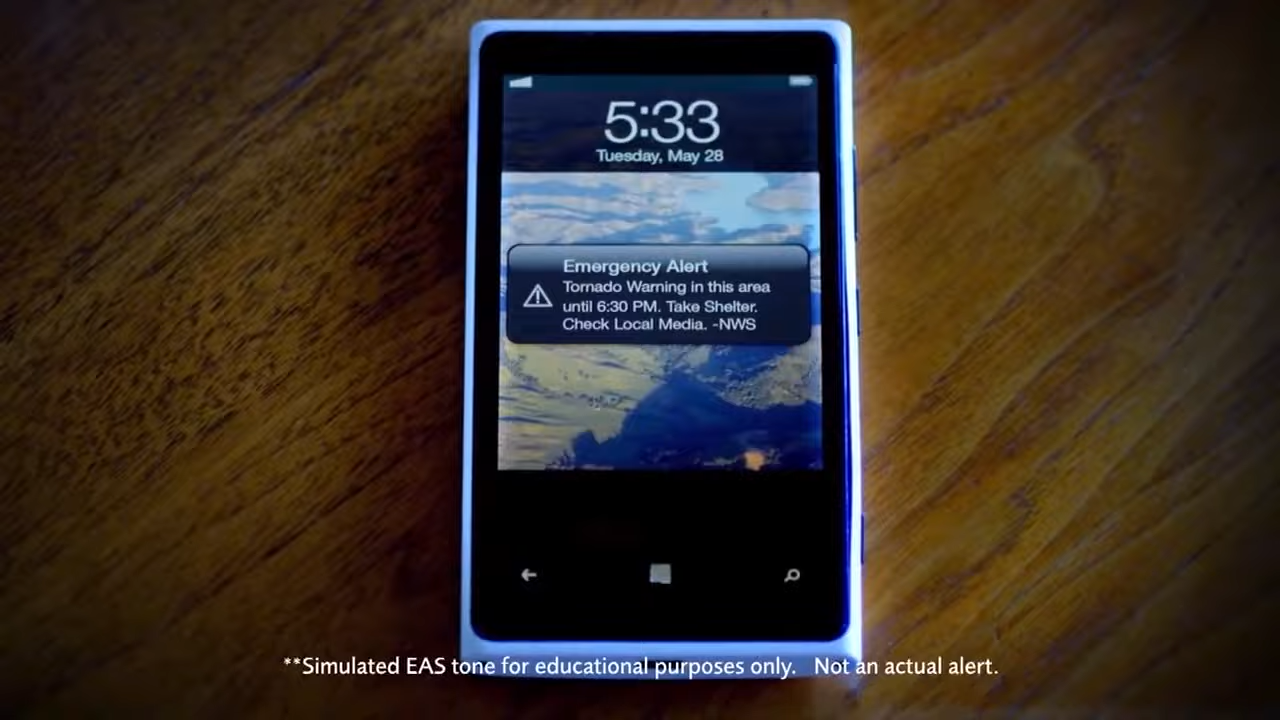 5:33
Tuesday, May 28
Emergency Alert
Tornado Warning in this area
until 6:30 PM. Take Shelter.
Check Local Media. -NWS
**Simulated EAS tone for educational purposes only. Not an actual alert.